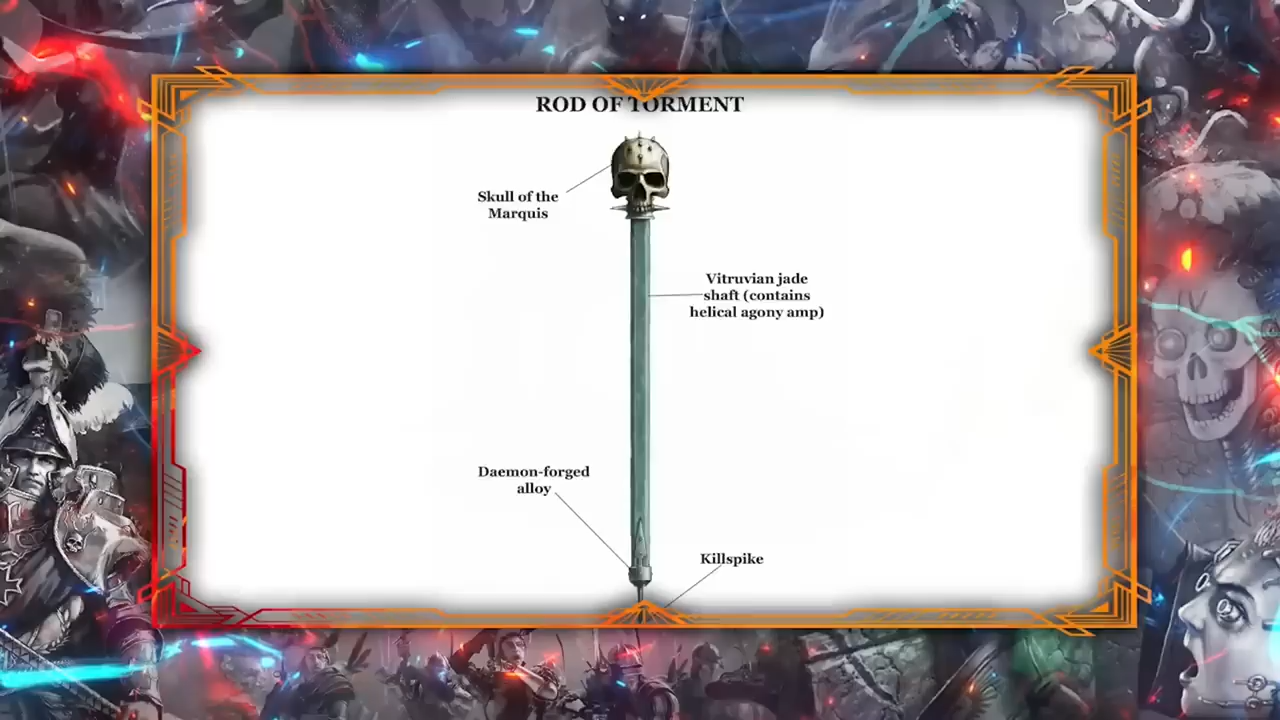 ROD OF TORMENT
Skull of the
Marquis
Vitruvian jade
shaft (contains
helical agony amp)
Daemon-forged
alloy
Killspike